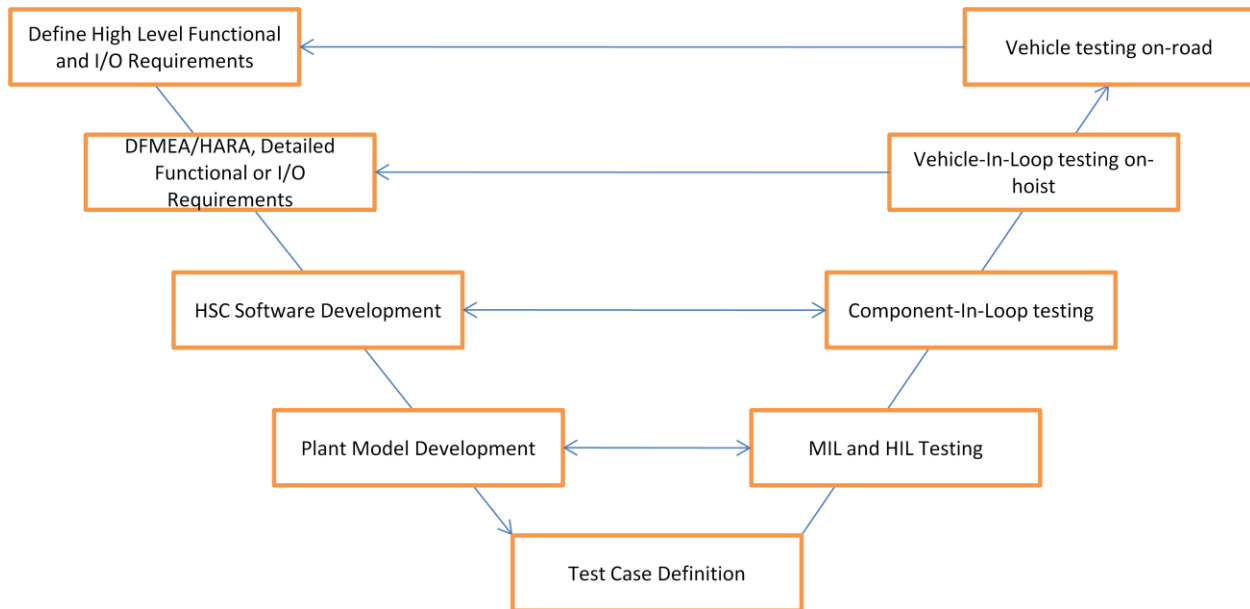 Define High Level Functional
and I/O Requirements
Vehicle testing on-road
DFMEA/HARA, Detailed
Functional or I/O
Requirements
Vehicle-In-Loop testing on-
hoist
HSC Software Development
Component-In-Loop testing
Plant Model Development
MIL and HIL Testing
Test Case Definition